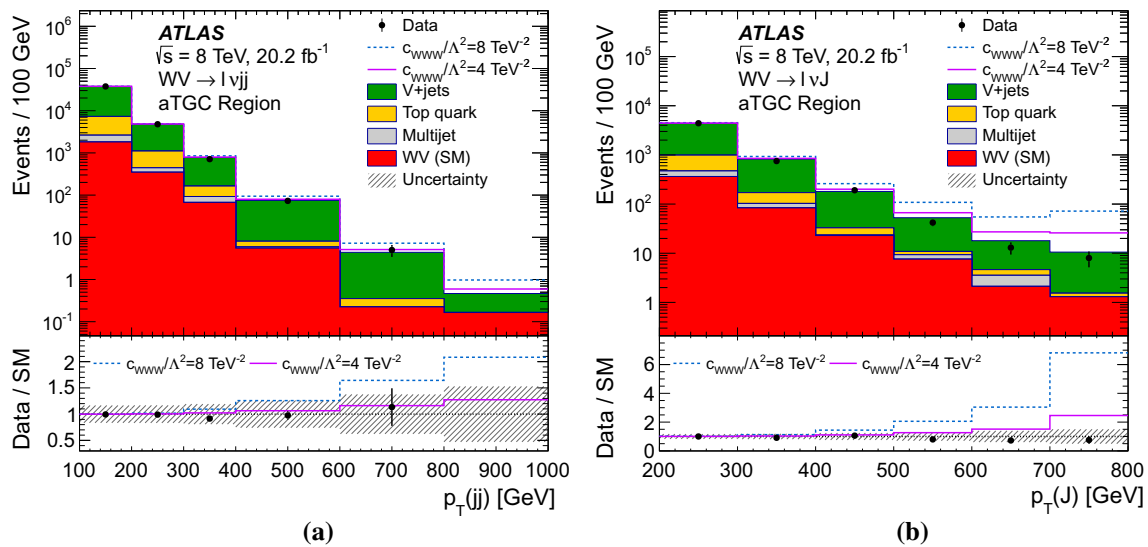 ATLAS
√s = 8 TeV, 20.2 fb⁻¹
WV → l νjj
aTGC Region
Data
c_WWW/Λ²=8 TeV⁻²
c_WWW/Λ²=4 TeV⁻²
V+jets
Top quark
Multijet
WV (SM)
Uncertainty
Events / 100 GeV
10⁶
10⁵
10⁴
10³
10²
10
1
10⁻¹
c_WWW/Λ²=8 TeV⁻² c_WWW/Λ²=4 TeV⁻²
Data / SM
2
1.5
1
0.5
100 200 300 400 500 600 700 800 900 1000
p_T(jj) [GeV]
(a)
ATLAS
√s = 8 TeV, 20.2 fb⁻¹
WV → l νJ
aTGC Region
Data
c_WWW/Λ²=8 TeV⁻²
c_WWW/Λ²=4 TeV⁻²
V+jets
Top quark
Multijet
WV (SM)
Uncertainty
Events / 100 GeV
10⁵
10⁴
10³
10²
10
1
c_WWW/Λ²=8 TeV⁻² c_WWW/Λ²=4 TeV⁻²
Data / SM
6
5
4
3
2
1
0
200 300 400 500 600 700 800
p_T(J) [GeV]
(b)